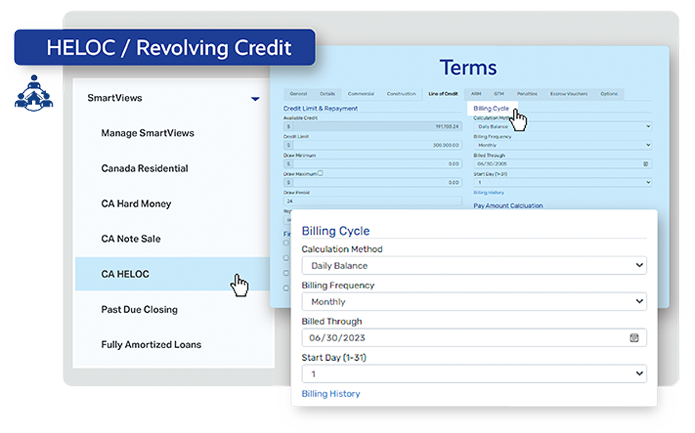 HELOC / Revolving Credit
SmartViews
Manage SmartViews
Canada Residential
CA Hard Money
CA Note Sale
CA HELOC
Past Due Closing
Fully Amortized Loans
Terms
General Details Commercial Construction Line of Credit ARM GTM Penalties Escrow Vouchers Options
Credit Limit & Repayment
Available Credit
$ 191,700.24
Credit Limit
$ 300,000.00
Draw Minimum
$ 0.00
Draw Maximum
$ 0.00
Draw Period
24
Billing Cycle
Calculation
Daily Balance
Billing Frequency
Monthly
Billed Through
06/30/2005
Start Day (1-31)
1
Billing History
Pay Amount Calcluation
Billing Cycle
Calculation Method
Daily Balance
Billing Frequency
Monthly
Billed Through
06/30/2023
Start Day (1-31)
1
Billing History